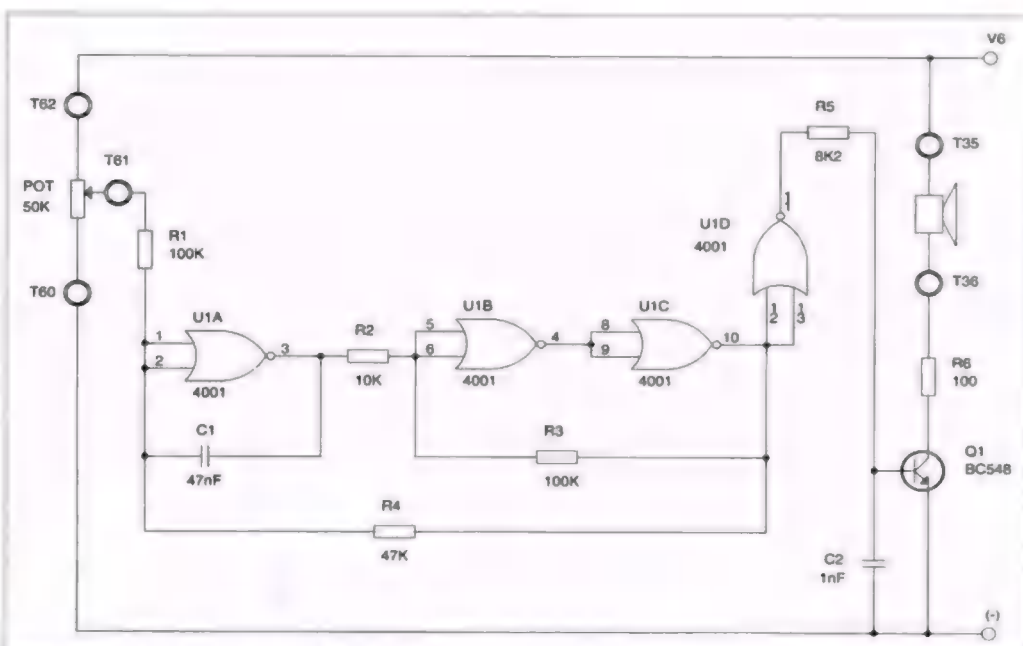 V6
T62
T61
POT
50K
R1
100K
T60
R5
8K2
T35
U1D
4001
1
1
2
1
3
T36
U1A
1
2
3
4001
R2
10K
U1B
5
6
4
4001
U1C
8
9
10
4001
R6
100
C1
47nF
R3
100K
Q1
BC548
R4
47K
C2
1nF
(-)